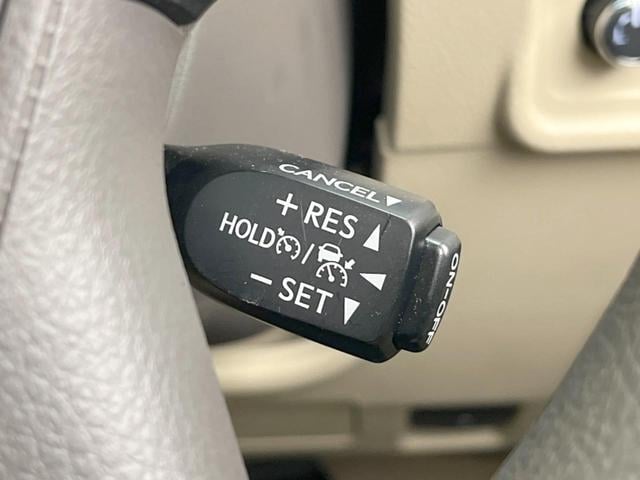 CANCEL▼
+RES▲
HOLD / ◀
−SET▼
ON-OFF